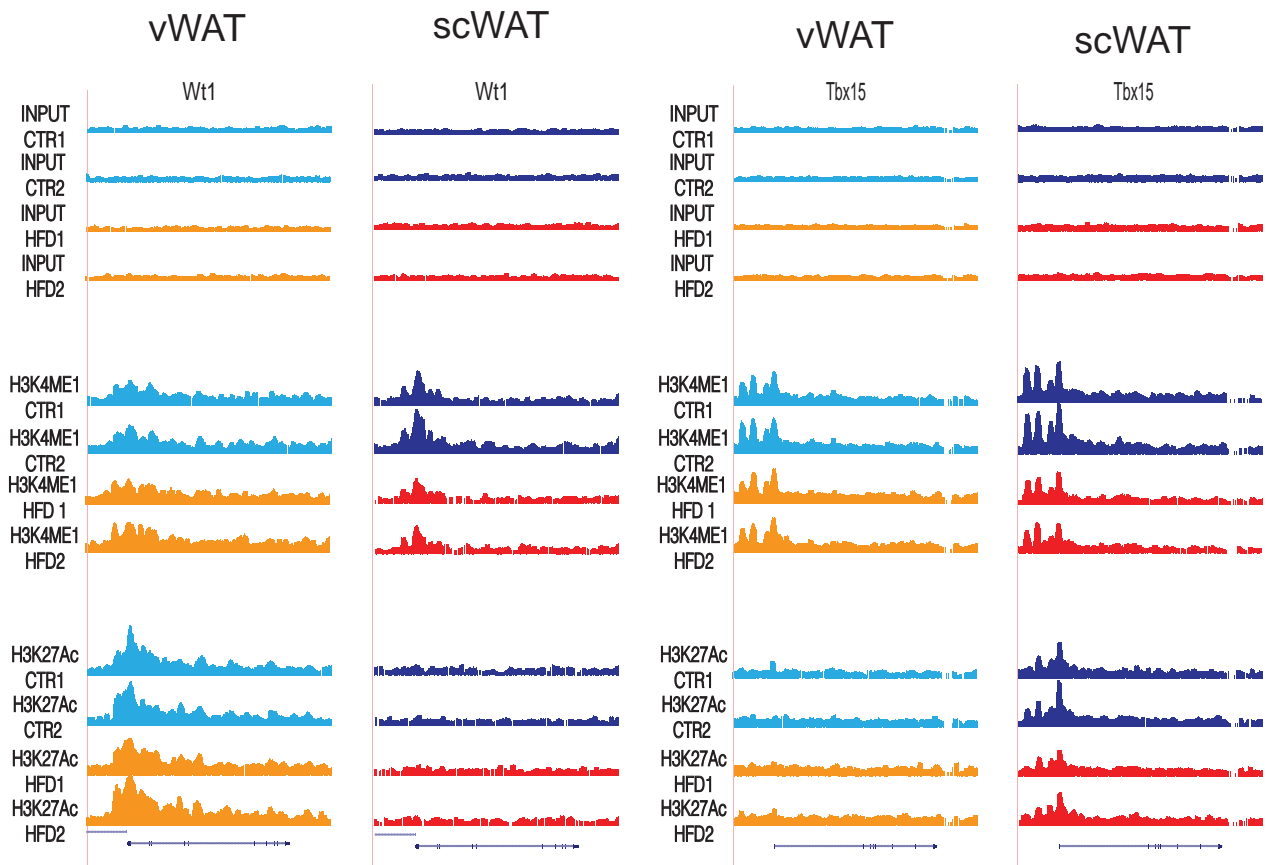 vWAT
scWAT
vWAT
scWAT
Wt1
Wt1
Tbx15
Tbx15
INPUT
CTR1
INPUT
CTR2
INPUT
HFD1
INPUT
HFD2
H3K4ME1
CTR1
H3K4ME1
CTR2
H3K4ME1
HFD 1
H3K4ME1
HFD2
H3K27Ac
CTR1
H3K27Ac
CTR2
H3K27Ac
HFD1
H3K27Ac
HFD2
INPUT
CTR1
INPUT
CTR2
INPUT
HFD1
INPUT
HFD2
H3K4ME1
CTR1
H3K4ME1
CTR2
H3K4ME1
HFD1
H3K4ME1
HFD2
H3K27Ac
CTR1
H3K27Ac
CTR2
H3K27Ac
HFD1
H3K27Ac
HFD2